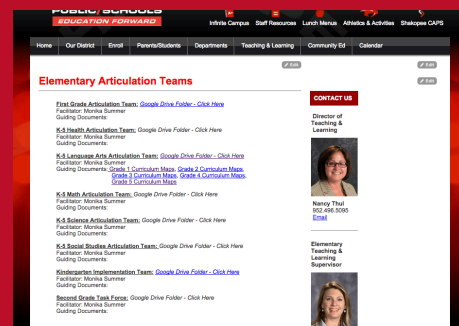 PUBLIC SCHOOLS
EDUCATION FORWARD
Infinite Campus Staff Resources Lunch Menus Athletics & Activities Shakopee CAPS
Home Our District Enroll Parents/Students Departments Teaching & Learning Community Ed Calendar
Edit Edit
Elementary Articulation Teams
Edit
First Grade Articulation Team: Google Drive Folder - Click Here
Facilitator: Monika Summer
Guiding Documents:
K-5 Health Articulation Team: Google Drive Folder - Click Here
Facilitator: Monika Summer
Guiding Documents:
K-5 Language Arts Articulation Team: Google Drive Folder - Click Here
Facilitator: Monika Summer
Guiding Documents: Grade 1 Curriculum Maps, Grade 2 Curriculum Maps,
Grade 3 Curriculum Maps, Grade 4 Curriculum Maps,
Grade 5 Curriculum Maps
K-5 Math Articulation Team: Google Drive Folder - Click Here
Facilitator: Monika Summer
Guiding Documents:
K-5 Science Articulation Team: Google Drive Folder - Click Here
Facilitator: Monika Summer
Guiding Documents:
K-5 Social Studies Articulation Team: Google Drive Folder - Click Here
Facilitator: Monika Summer
Guiding Documents:
Kindergarten Implementation Team: Google Drive Folder - Click Here
Facilitator: Monika Summer
Guiding Documents:
Second Grade Task Force: Google Drive Folder - Click Here
Facilitator: Monika Summer
Guiding Documents:
CONTACT US
Director of
Teaching &
Learning
Nancy Thul
952.496.5095
Email
Elementary
Teaching &
Learning
Supervisor